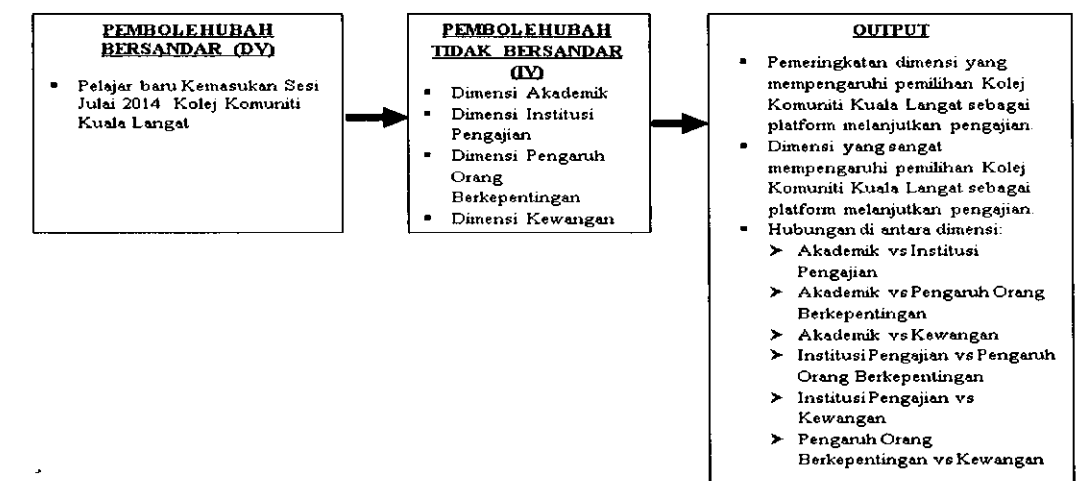 PEMBOLEHUBAH
BERSANDAR (DV)
▪ Pelajar baru Kemasukan Sesi
Julai 2014 Kolej Komuniti
Kuala Langat
PEMBOLEHUBAH
TIDAK BERSANDAR
(IV)
▪ Dimensi Akademik
▪ Dimensi Institusi
Pengajian
▪ Dimensi Pengaruh
Orang
Berkepentingan
▪ Dimensi Kewangan
OUTPUT
▪ Pemeringkatan dimensi yang
mempengaruhi pemilihan Kolej
Komuniti Kuala Langat sebagai
platform melanjutkan pengajian.
▪ Dimensi yang sangat
mempengaruhi pemilihan Kolej
Komuniti Kuala Langat sebagai
platform melanjutkan pengajian.
▪ Hubungan di antara dimensi:
➢ Akademik vs Institusi
Pengajian
➢ Akademik vs Pengaruh Orang
Berkepentingan
➢ Akademik vs Kewangan
➢ Institusi Pengajian vs Pengaruh
Orang Berkepentingan
➢ Institusi Pengajian vs
Kewangan
➢ Pengaruh Orang
Berkepentingan vs Kewangan